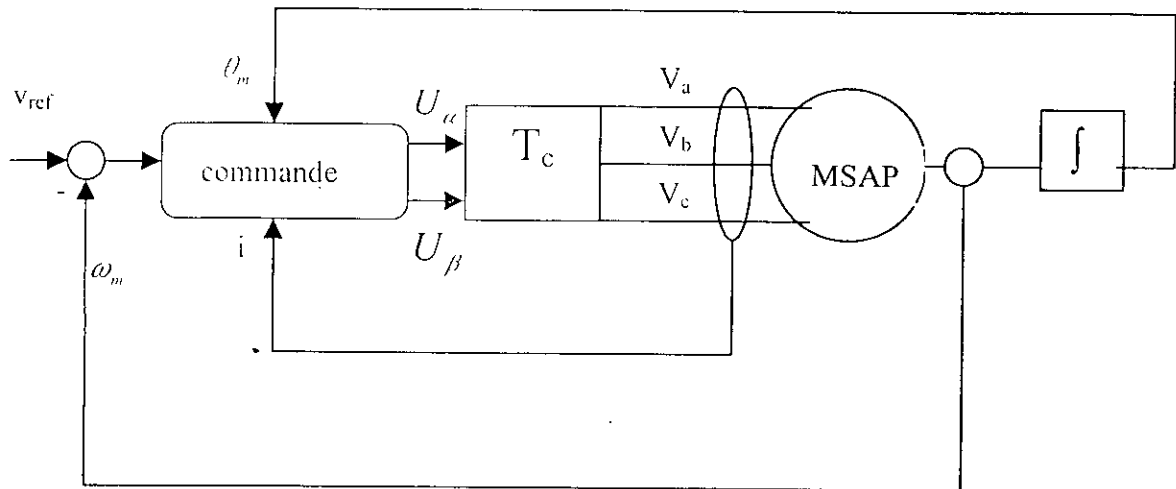 θ_m
v_ref
U_α
V_a
T_c
V_b
∫
commande
MSAP
-
V_c
i
U_β
ω_m